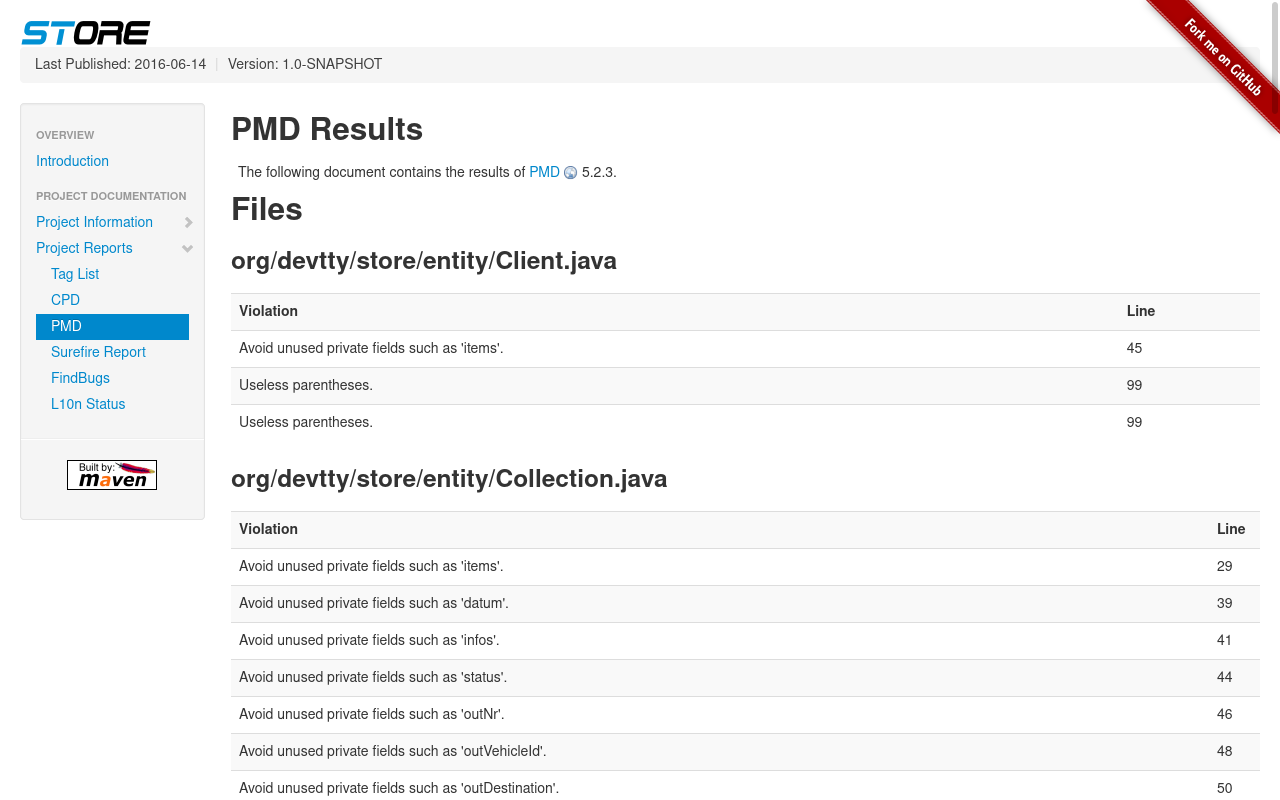 STORE
Fork me on GitHub
Last Published: 2016-06-14 | Version: 1.0-SNAPSHOT
OVERVIEW
Introduction
PROJECT DOCUMENTATION
Project Information
Project Reports
Tag List
CPD
PMD
Surefire Report
FindBugs
L10n Status
Built by:
maven
PMD Results
The following document contains the results of PMD 5.2.3.
Files
org/devtty/store/entity/Client.java
Violation Line
Avoid unused private fields such as 'items'. 45
Useless parentheses. 99
Useless parentheses. 99
org/devtty/store/entity/Collection.java
Violation Line
Avoid unused private fields such as 'items'. 29
Avoid unused private fields such as 'datum'. 39
Avoid unused private fields such as 'infos'. 41
Avoid unused private fields such as 'status'. 44
Avoid unused private fields such as 'outNr'. 46
Avoid unused private fields such as 'outVehicleId'. 48
Avoid unused private fields such as 'outDestination'. 50